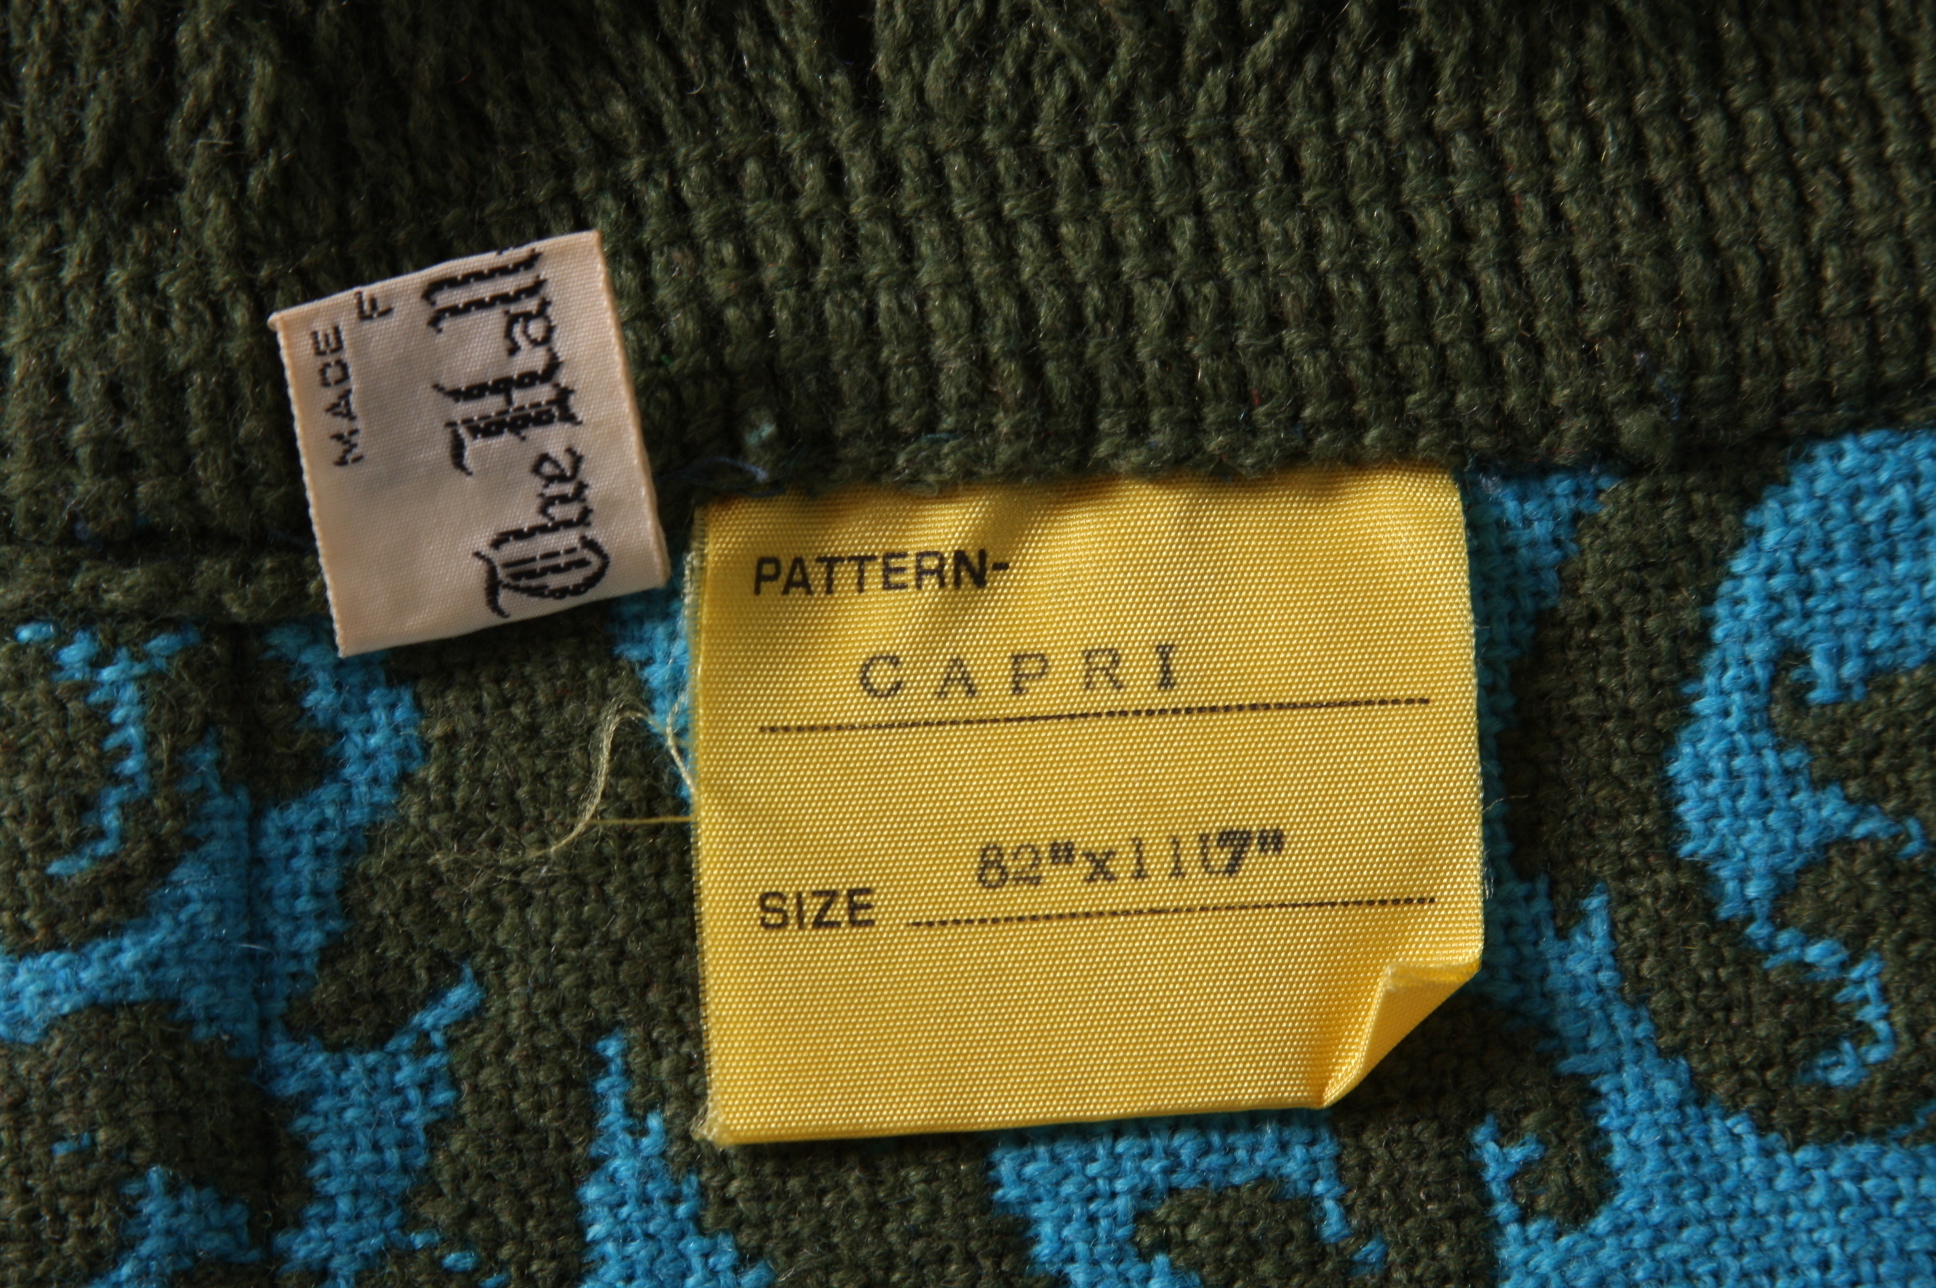 MADE F
The Hall
PATTERN-
CAPRI
SIZE 82"x117"